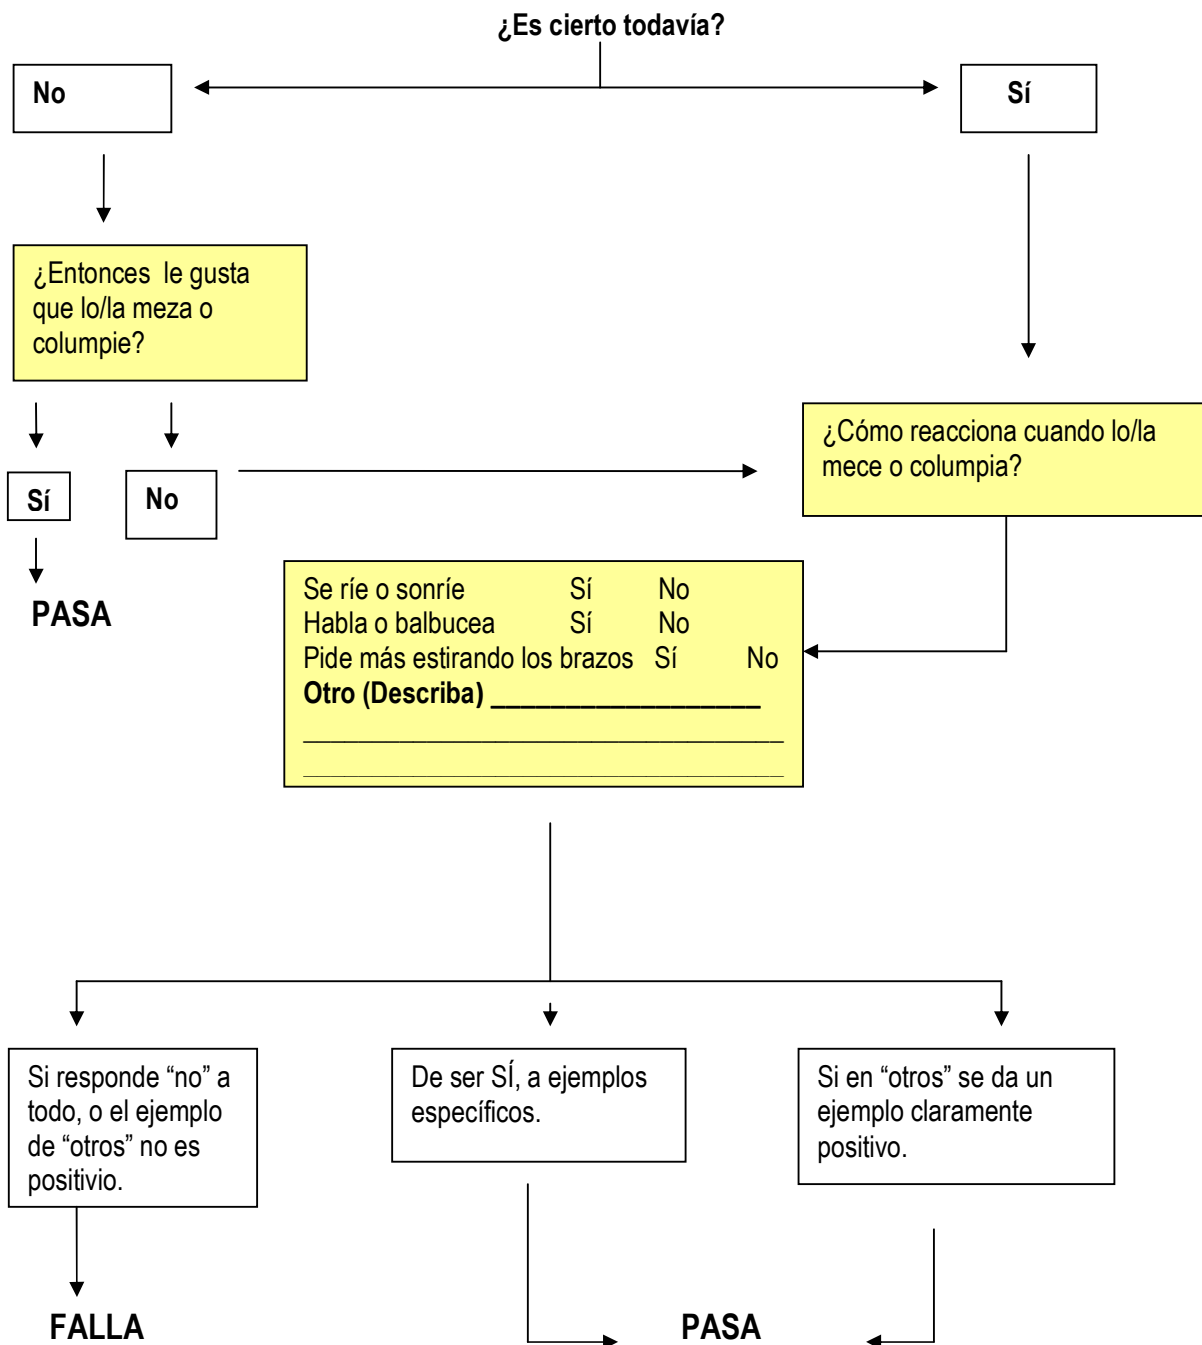 ¿Es cierto todavía?
No
Sí
¿Entonces  le gusta
que lo/la meza o
columpie?
Sí
No
¿Cómo reacciona cuando lo/la
mece o columpia?
PASA
Se ríe o sonríe Sí No
Habla o balbucea Sí No
Pide más estirando los brazos Sí No
Otro (Describa) __________________
Si responde “no” a
todo, o el ejemplo
de “otros” no es
positivio.
De ser SÍ, a ejemplos
específicos.
Si en “otros” se da un
ejemplo claramente
positivo.
FALLA
PASA